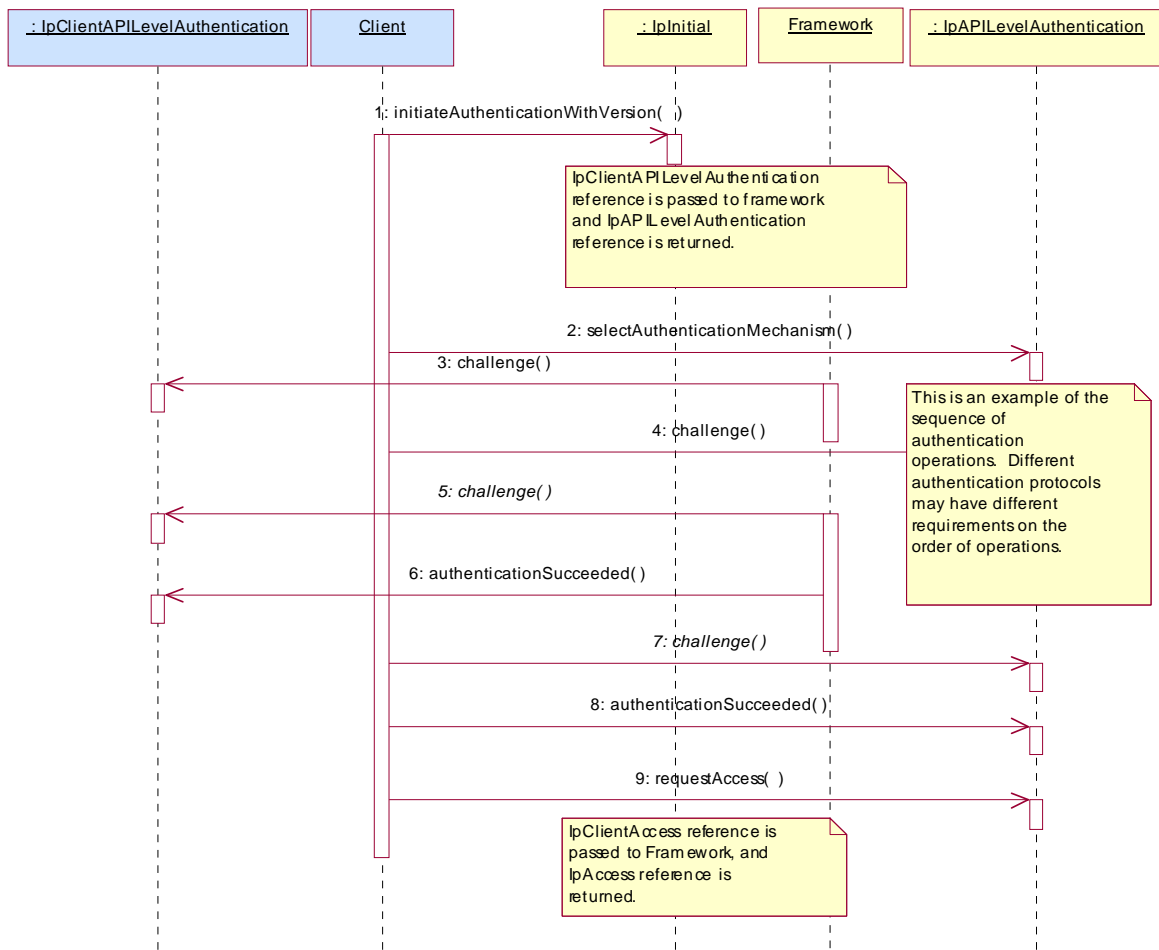 : IpClientAPILevelAuthentication
Client
: IpInitial
Framework
: IpAPILevelAuthentication
1: initiateAuthenticationWithVersion( )
IpClientAPILevelAuthentication
reference is passed to framework
and IpAPILevelAuthentication
reference is returned.
2: selectAuthenticationMechanism( )
3: challenge( )
This is an example of the
sequence of
authentication
operations. Different
authentication protocols
may have different
requirements on the
order of operations.
4: challenge( )
5: challenge( )
6: authenticationSucceeded( )
7: challenge( )
8: authenticationSucceeded( )
9: requestAccess( )
IpClientAccess reference is
passed to Framework, and
IpAccess reference is
returned.